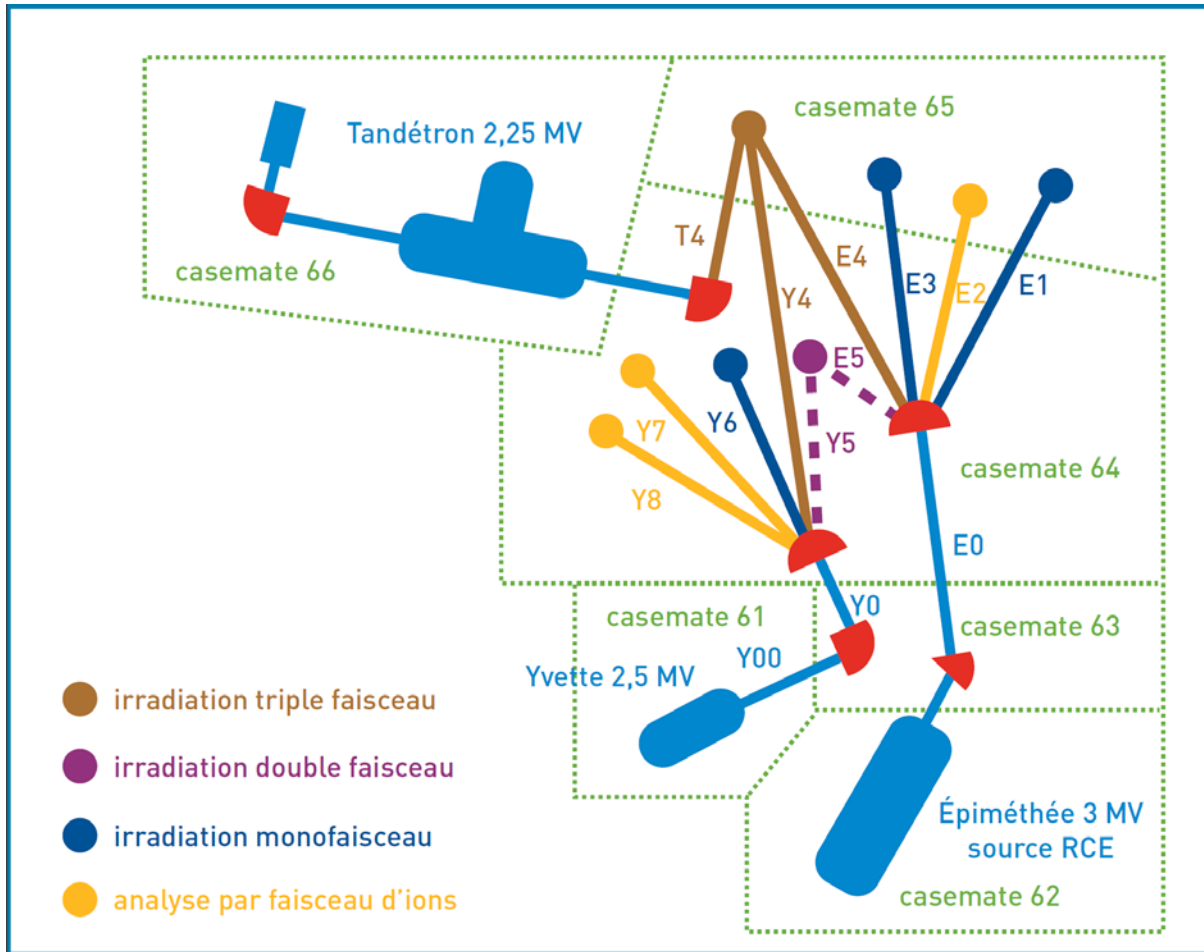 casemate 65
Tandétron 2,25 MV
casemate 66
T4
E4
E3
E2
E1
Y4
E5
Y7
Y6
Y5
Y8
casemate 64
E0
casemate 61
Y0
casemate 63
Y00
Yvette 2,5 MV
irradiation triple faisceau
irradiation double faisceau
irradiation monofaisceau
analyse par faisceau d'ions
Épiméthée 3 MV
source RCE
casemate 62